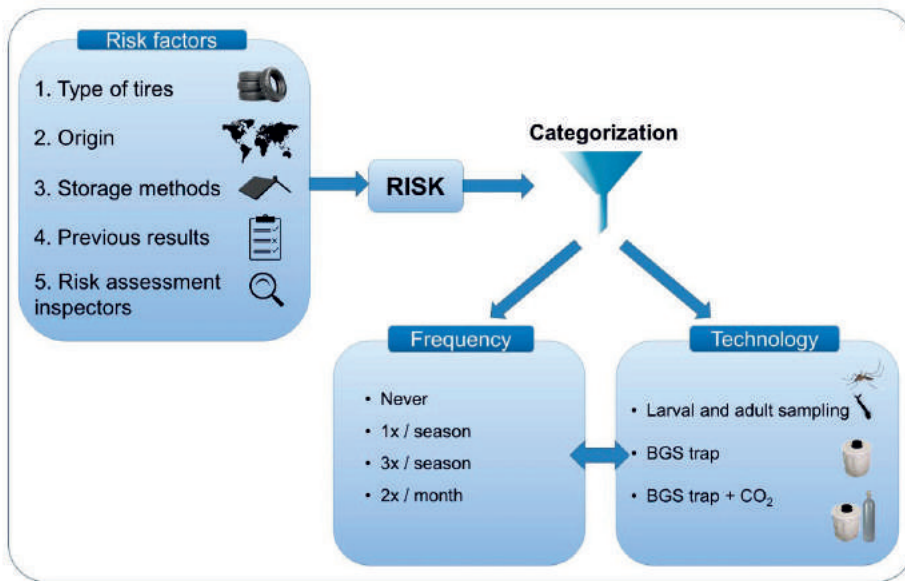 Risk factors
1. Type of tires
2. Origin
3. Storage methods
4. Previous results
5. Risk assessment
inspectors
RISK
Categorization
Frequency
• Never
• 1x / season
• 3x / season
• 2x / month
Technology
• Larval and adult sampling
• BGS trap
• BGS trap + CO₂